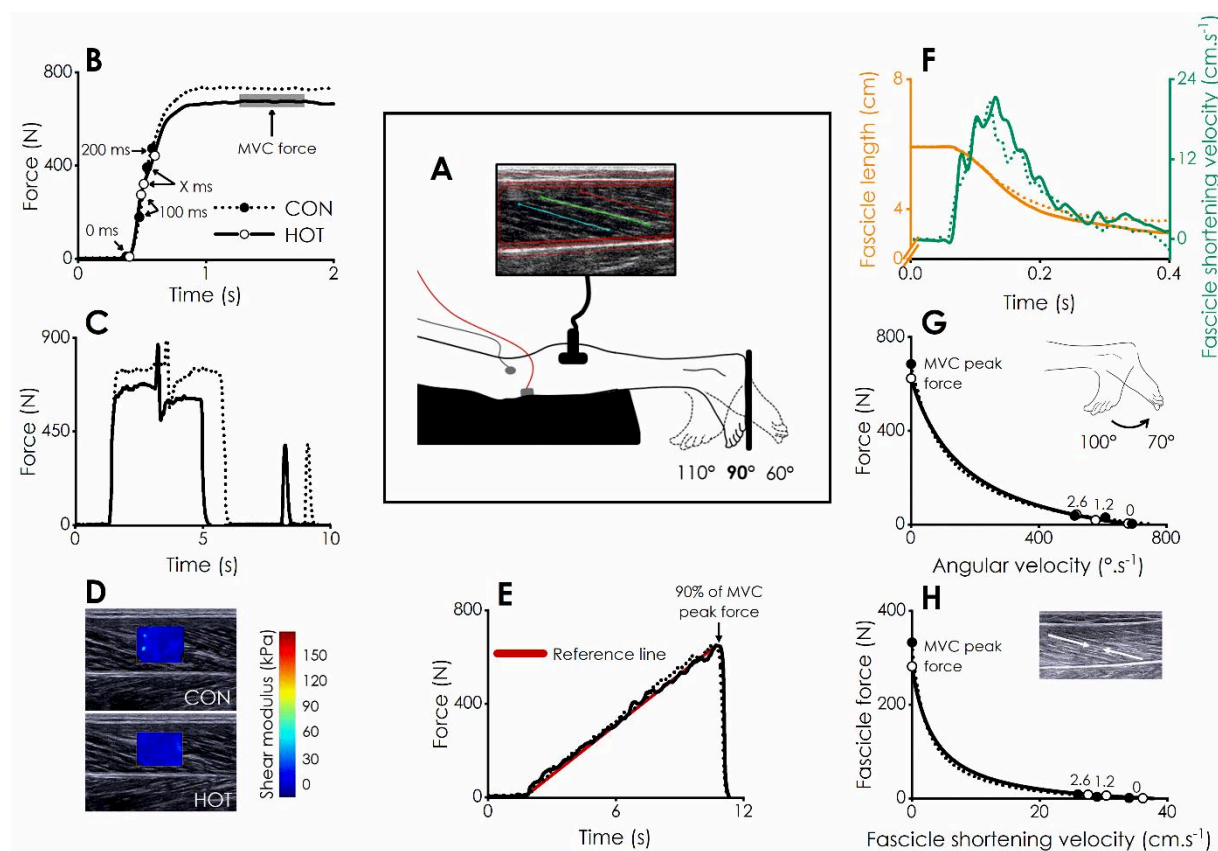 B
800
400
0
Force (N)
200 ms
X ms
100 ms
0 ms
MVC force
CON
HOT
0
1
2
Time (s)
C
900
450
0
Force (N)
0
5
10
Time (s)
D
CON
HOT
Shear modulus (kPa)
150
120
90
60
30
0
A
110°
90°
60°
E
800
400
0
Force (N)
90% of MVC
peak force
Reference line
0
6
12
Time (s)
F
8
4
0
Fascicle length (cm)
24
12
0
Fascicle shortening velocity (cm.s⁻¹)
0.0
0.2
0.4
Time (s)
G
800
400
0
Force (N)
MVC peak
force
100°
70°
2.6
1.2
0
0
400
800
Angular velocity (°.s⁻¹)
H
400
200
0
Fascicle force (N)
MVC peak
force
2.6
1.2
0
0
20
40
Fascicle shortening velocity (cm.s⁻¹)